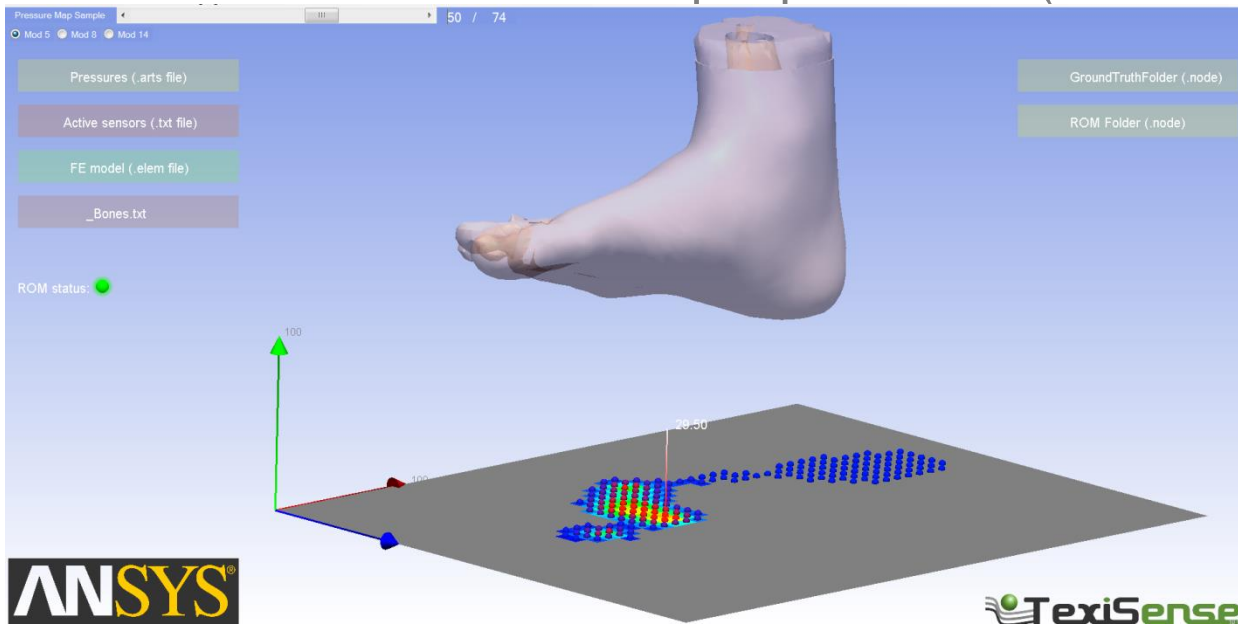 Pressure Map Sample 50 / 74
Mod 5 Mod 8 Mod 14
Pressures (.arts file)
GroundTruthFolder (.node)
Active sensors (.txt file)
ROM Folder (.node)
FE model (.elem file)
_Bones.txt
ROM status:
100
29.50
100
ANSYS®
TexiSense